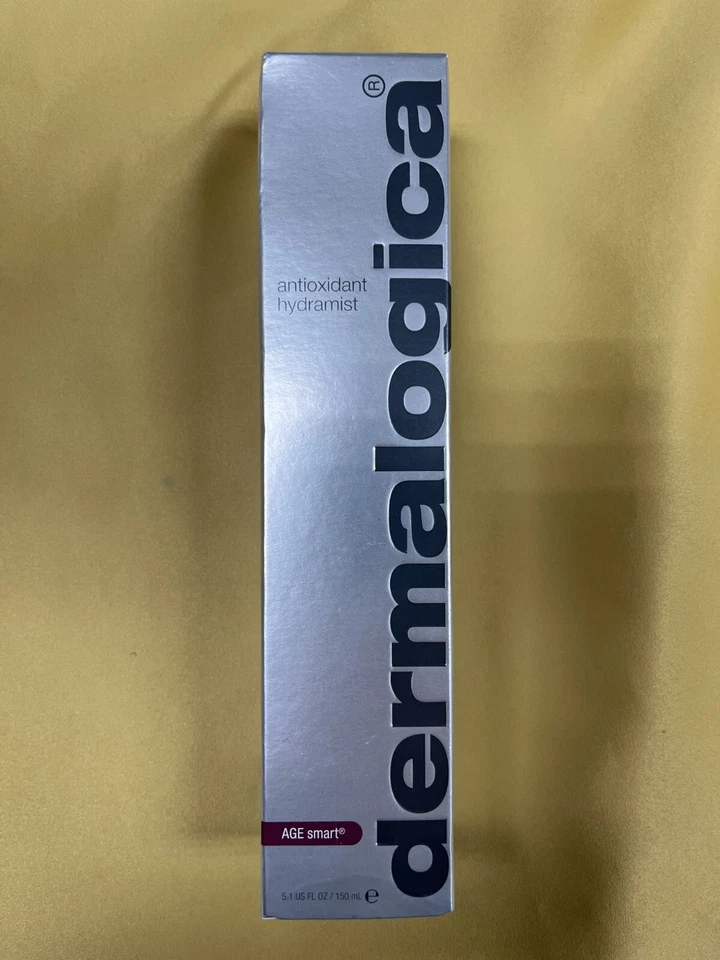 dermalogica®
antioxidant
hydramist
AGE smart®
5.1 US FL OZ / 150 mL ℮